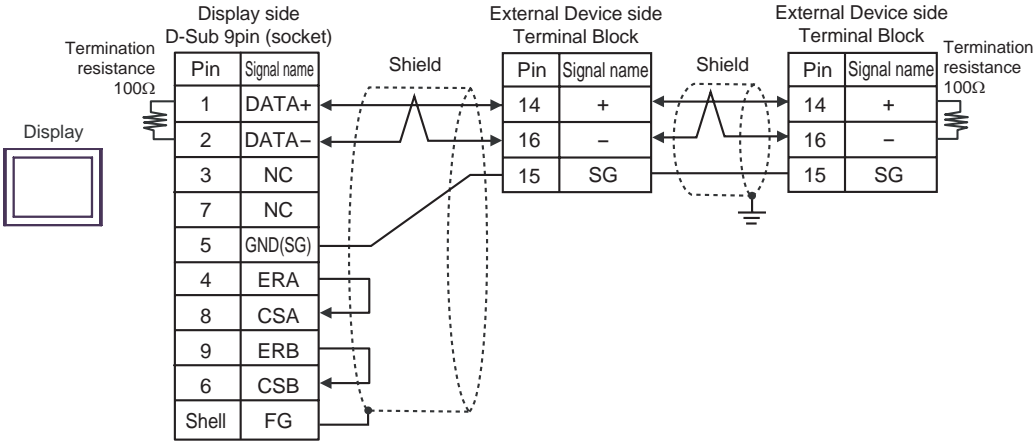 Display side
D-Sub 9pin (socket)
External Device side
Terminal Block
External Device side
Terminal Block
Termination
resistance
100Ω
Shield
Shield
Termination
resistance
100Ω
Display
Pin Signal name
1 DATA+
2 DATA−
3 NC
7 NC
5 GND(SG)
4 ERA
8 CSA
9 ERB
6 CSB
Shell FG
Pin Signal name
14 +
16 −
15 SG
Pin Signal name
14 +
16 −
15 SG